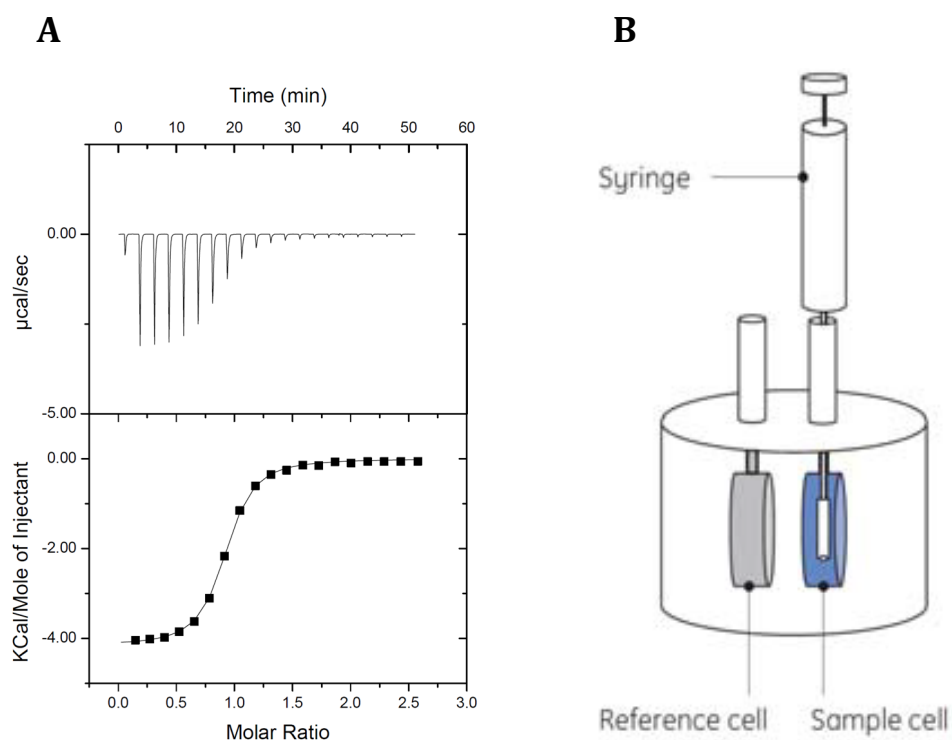 A
B
Time (min)
0 10 20 30 40 50 60
0.00
µcal/sec
-5.00
0.00
-2.00
-4.00
KCal/Mole of Injectant
0.0 0.5 1.0 1.5 2.0 2.5 3.0
Molar Ratio
Syringe
Reference cell
Sample cell